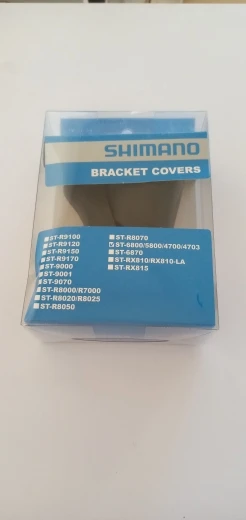 SHIMANO
BRACKET COVERS
ST-R9100
ST-R9120
ST-R9150
ST-R9170
ST-9000
ST-9001
ST-9070
ST-R8000/R7000
ST-R8020/R8025
ST-R8050
ST-R8070
ST-6800/5800/4700/4703
ST-6870
ST-RX810/RX810-LA
ST-RX815